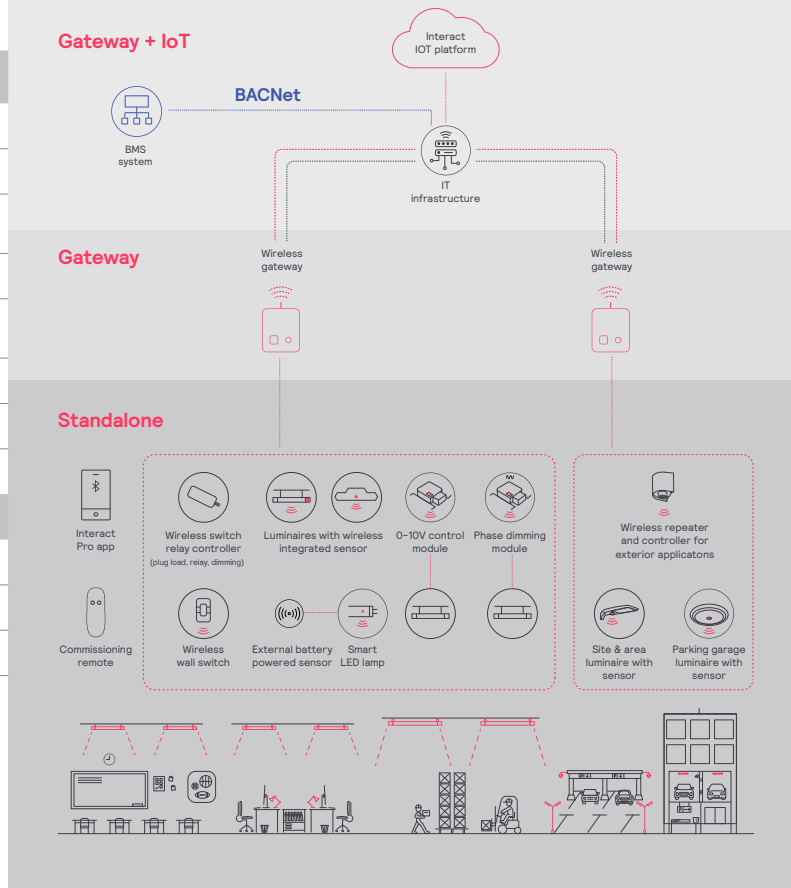 Gateway + IoT
Interact
IOT platform
BACNet
BMS
system
IT
infrastructure
Gateway
Wireless
gateway
Wireless
gateway
Standalone
Interact
Pro app
Wireless switch
relay controller
(plug load, relay, dimming)
Luminaires with wireless
integrated sensor
0-10V control
module
Phase dimming
module
Wireless repeater
and controller for
exterior applicatons
Commissioning
remote
Wireless
wall switch
External battery
powered sensor
Smart
LED lamp
Site & area
luminaire with
sensor
Parking garage
luminaire with
sensor